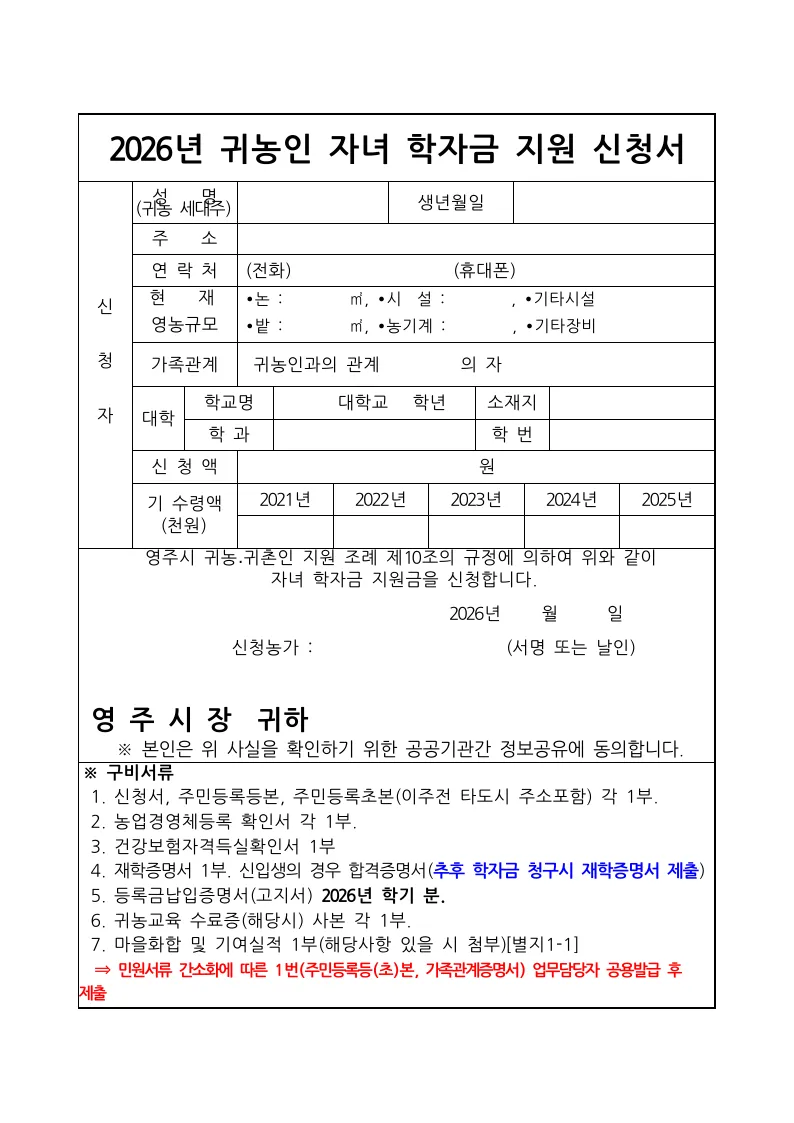 2026년 귀농인 자녀 학자금 지원 신청서
신
청
자
성 명
(귀농 세대주)
생년월일
주 소
연 락 처 (전화) (휴대폰)
현 재 •논 : ㎡, •시 설 : , •기타시설
영농규모 •밭 : ㎡, •농기계 : , •기타장비
가족관계 귀농인과의 관계 의 자
대학 학교명 대학교 학년 소재지
학 과 학 번
신 청 액 원
기 수령액
(천원)
2021년 2022년 2023년 2024년 2025년
영주시 귀농.귀촌인 지원 조례 제10조의 규정에 의하여 위와 같이
자녀 학자금 지원금을 신청합니다.
2026년 월 일
신청농가 : (서명 또는 날인)
영 주 시 장 귀하
※ 본인은 위 사실을 확인하기 위한 공공기관간 정보공유에 동의합니다.
※ 구비서류
1. 신청서, 주민등록등본, 주민등록초본(이주전 타도시 주소포함) 각 1부.
2. 농업경영체등록 확인서 각 1부.
3. 건강보험자격득실확인서 1부
4. 재학증명서 1부. 신입생의 경우 합격증명서(추후 학자금 청구시 재학증명서 제출)
5. 등록금납입증명서(고지서) 2026년 학기 분.
6. 귀농교육 수료증(해당시) 사본 각 1부.
7. 마을화합 및 기여실적 1부(해당사항 있을 시 첨부)[별지1-1]
⇒ 민원서류 간소화에 따른 1번(주민등록등(초)본, 가족관계증명서) 업무담당자 공용발급 후
제출